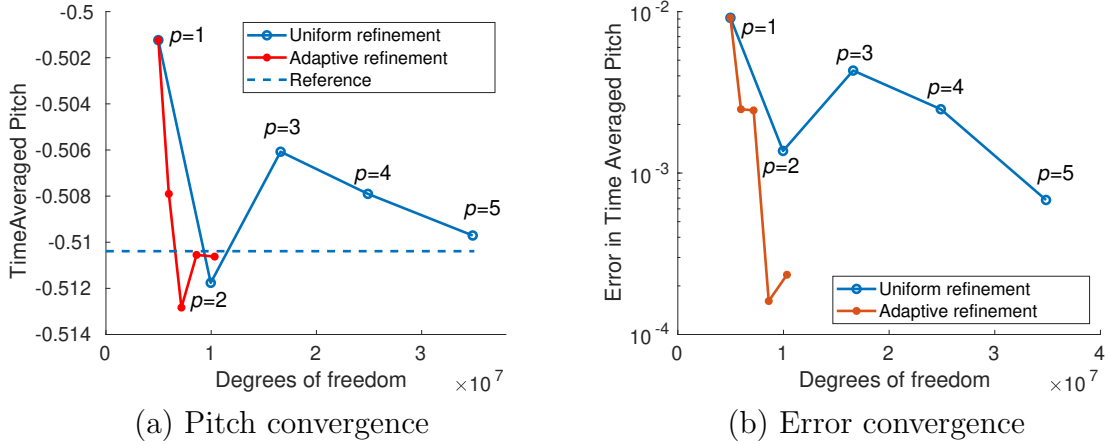 -0.5
-0.502
-0.504
-0.506
-0.508
-0.51
-0.512
-0.514
TimeAveraged Pitch
p=1
p=2
p=3
p=4
p=5
Uniform refinement
Adaptive refinement
Reference
0
1
2
3
Degrees of freedom
×10^7
(a) Pitch convergence
10^-2
10^-3
10^-4
Error in Time Averaged Pitch
p=1
p=2
p=3
p=4
p=5
Uniform refinement
Adaptive refinement
0
1
2
3
4
Degrees of freedom
×10^7
(b) Error convergence